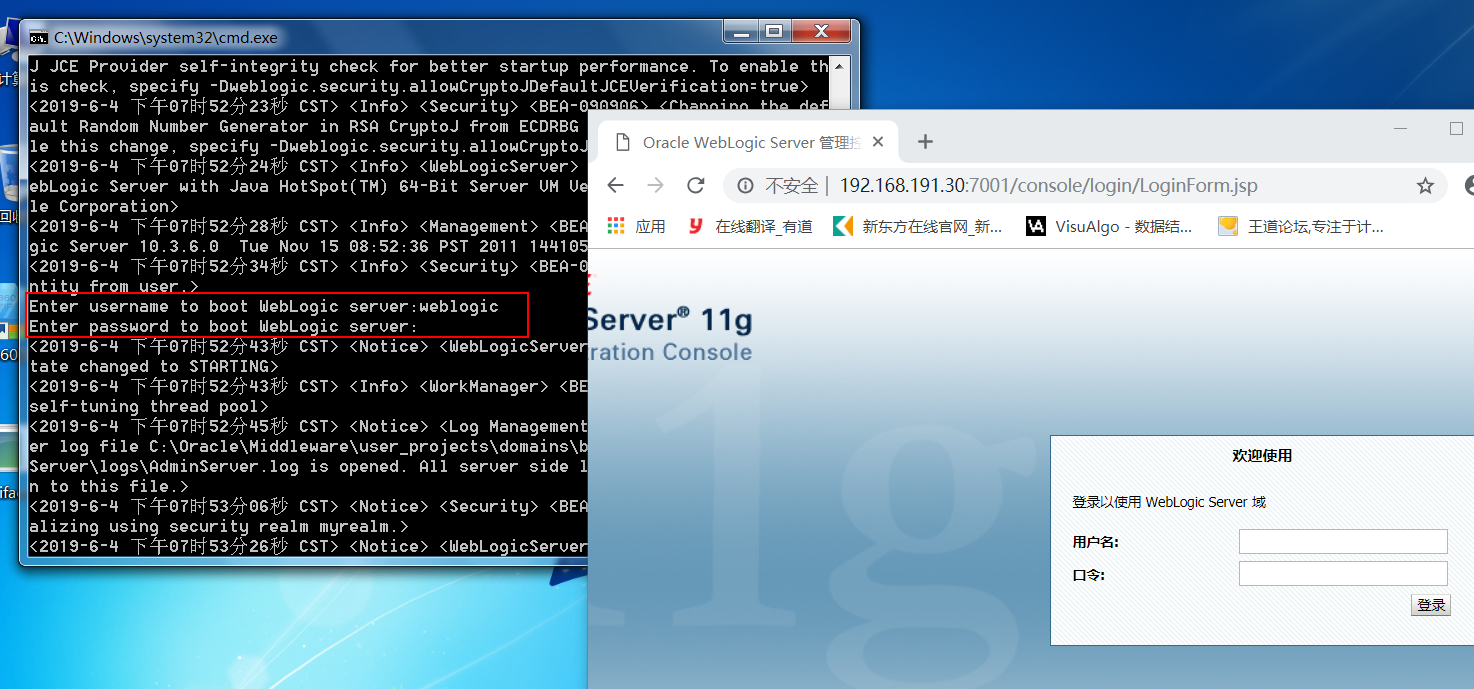 C:\Windows\system32\cmd.exe
J JCE Provider self-integrity check for better startup performance. To enable th
is check, specify -Dweblogic.security.allowCryptoJDefaultJCEVerification=true>
<2019-6-4 下午07时52分23秒 CST> <Info> <Security> <BEA-090906> <Changing the def
ault Random Number Generator in RSA CryptoJ from ECDRBG
le this change, specify -Dweblogic.security.allowCryptoJ
<2019-6-4 下午07时52分24秒 CST> <Info> <WebLogicServer>
ebLogic Server with Java HotSpot(TM) 64-Bit Server VM Ve
le Corporation>
<2019-6-4 下午07时52分28秒 CST> <Info> <Management> <BEA
gic Server 10.3.6.0  Tue Nov 15 08:52:36 PST 2011 144105
<2019-6-4 下午07时52分34秒 CST> <Info> <Security> <BEA-0
ntity from user.>
Enter username to boot WebLogic server:weblogic
Enter password to boot WebLogic server:
<2019-6-4 下午07时52分43秒 CST> <Notice> <WebLogicServer
tate changed to STARTING>
<2019-6-4 下午07时52分43秒 CST> <Info> <WorkManager> <BE
self-tuning thread pool>
<2019-6-4 下午07时52分45秒 CST> <Notice> <Log Management
er log file C:\Oracle\Middleware\user_projects\domains\b
Server\logs\AdminServer.log is opened. All server side l
n to this file.>
<2019-6-4 下午07时53分06秒 CST> <Notice> <Security> <BEA
alizing using security realm myrealm.>
<2019-6-4 下午07时53分26秒 CST> <Notice> <WebLogicServer
Oracle WebLogic Server 管理控
不安全 | 192.168.191.30:7001/console/login/LoginForm.jsp
应用 在线翻译_有道 新东方在线官网_新... VisuAlgo - 数据结... 王道论坛,专注于计...
Server® 11g
ration Console
11g
欢迎使用
登录以使用 WebLogic Server 域
用户名:
口令:
登录